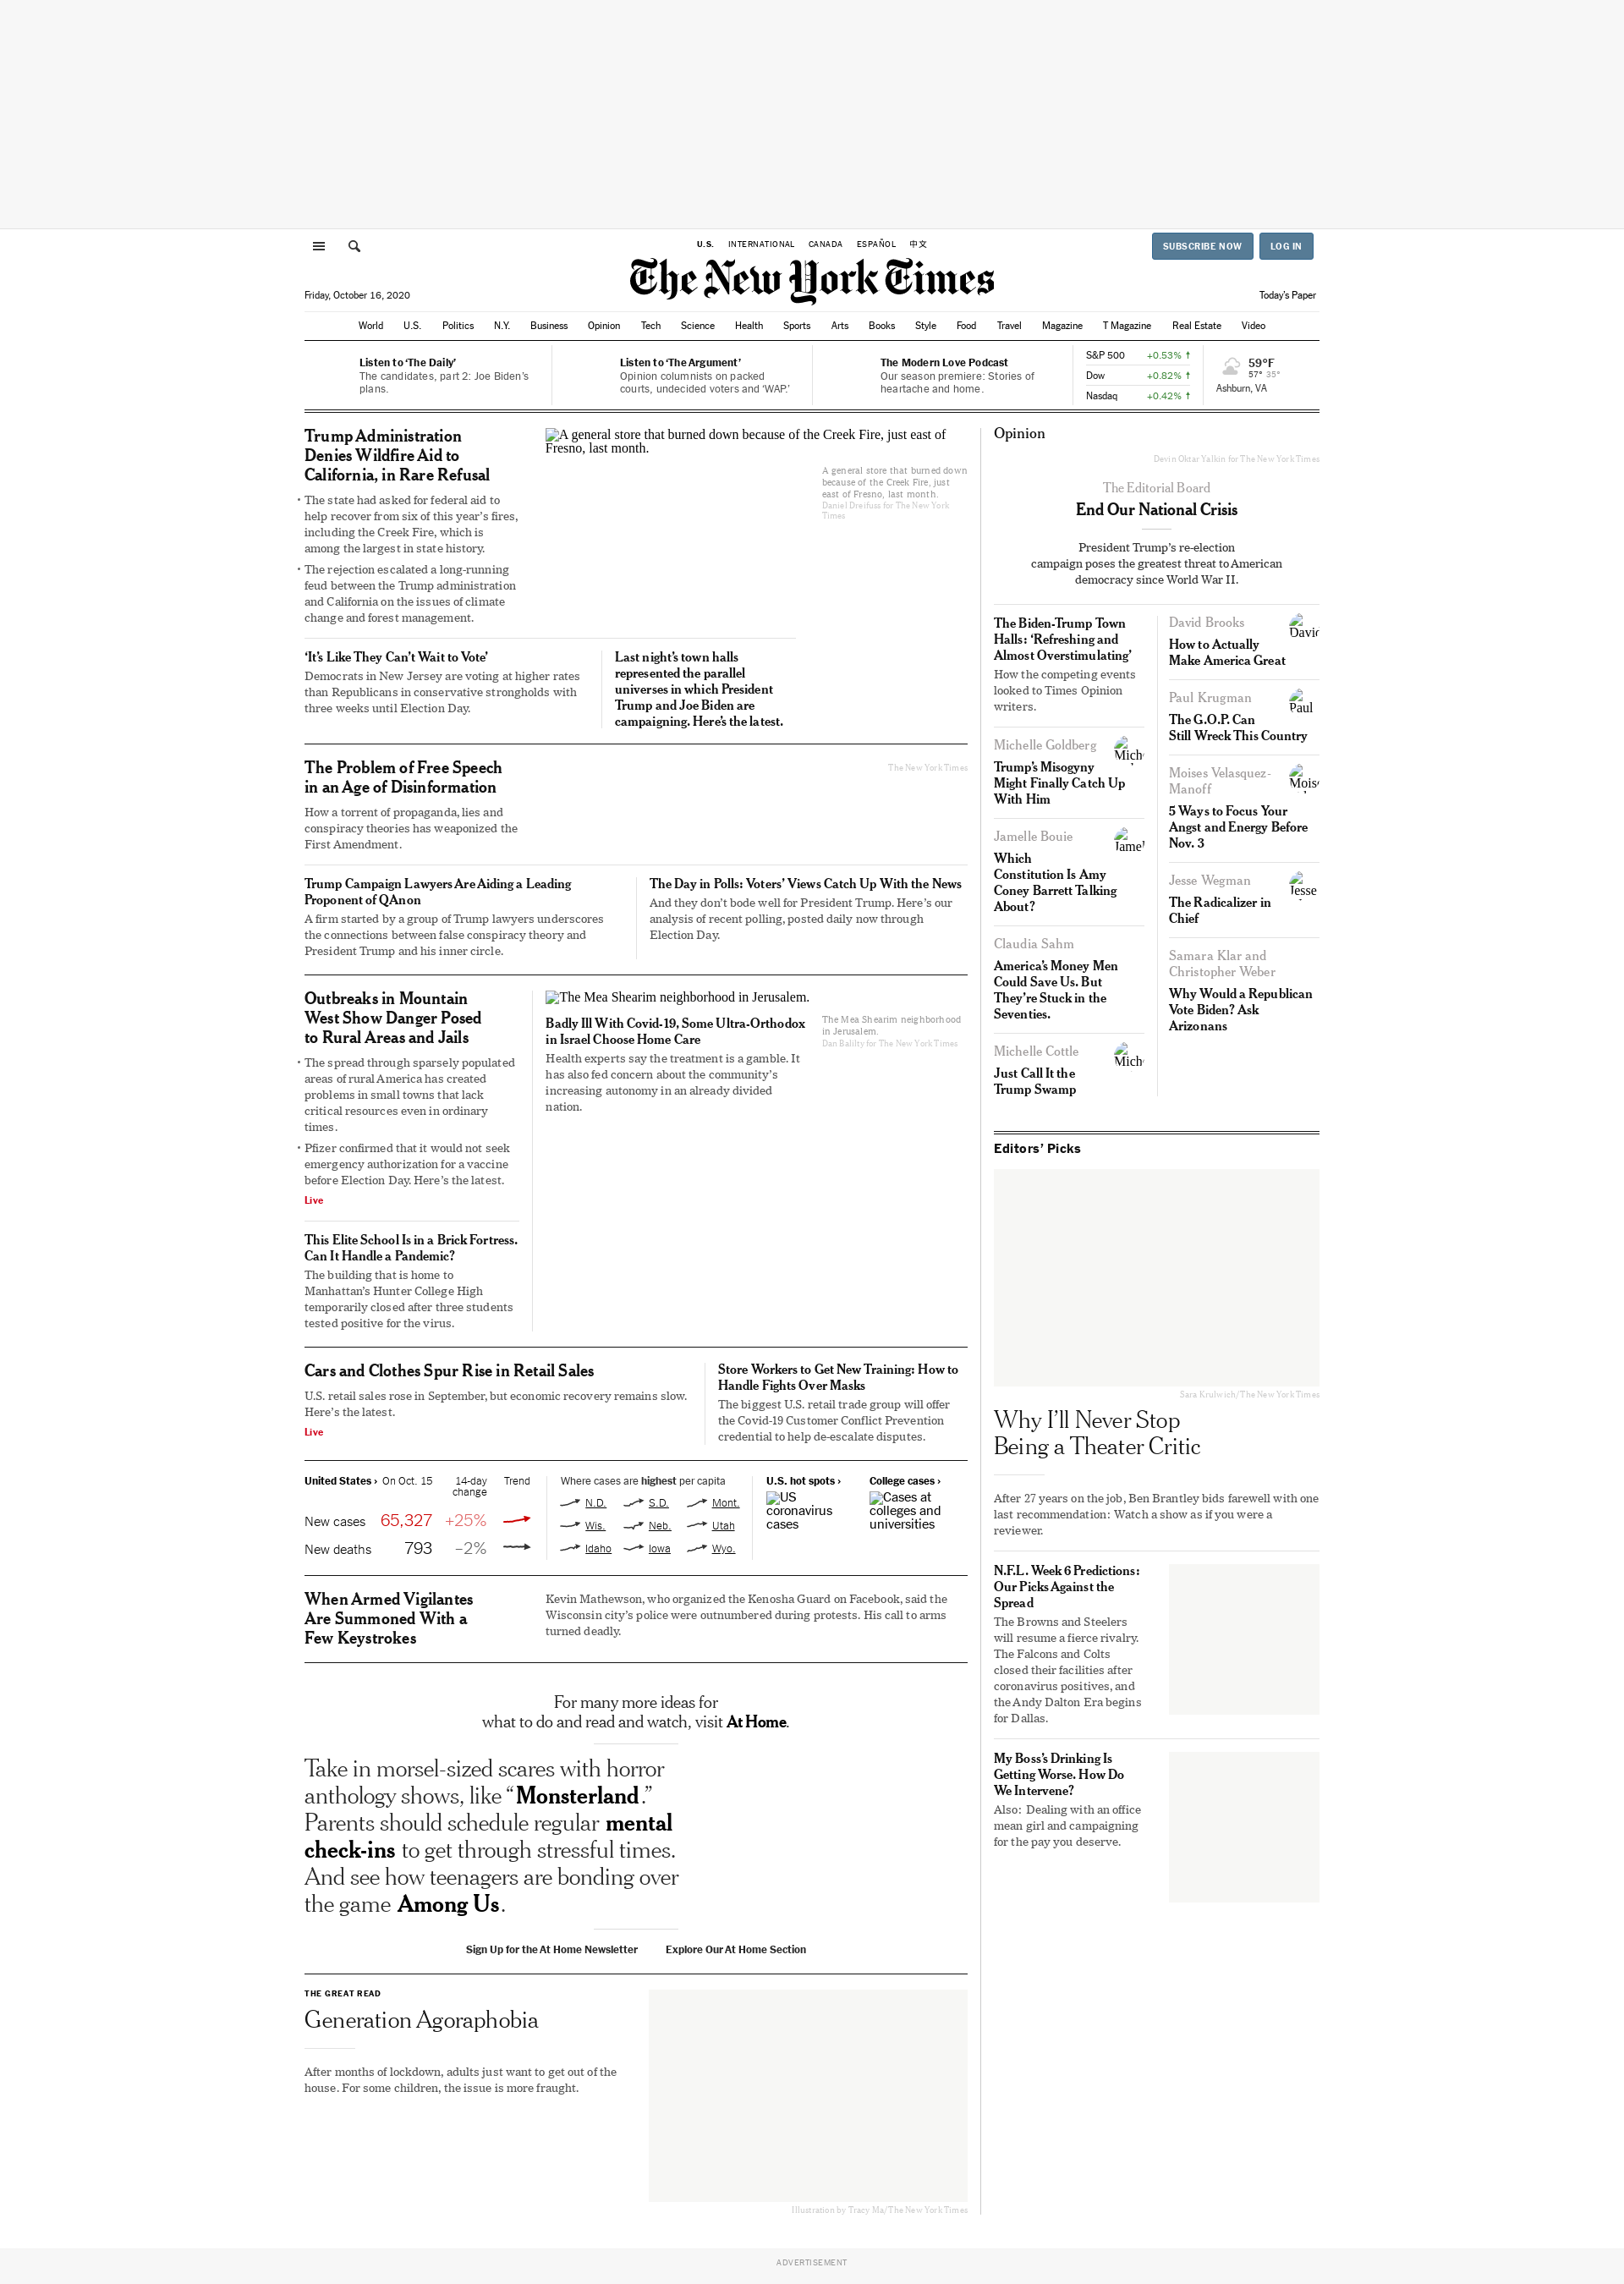 U.S. INTERNATIONAL CANADA ESPAÑOL 中文
SUBSCRIBE NOW LOG IN
The New York Times
Friday, October 16, 2020
Today's Paper
World U.S. Politics N.Y. Business Opinion Tech Science Health Sports Arts Books Style Food Travel Magazine T Magazine Real Estate Video
Listen to ‘The Daily’
The candidates, part 2: Joe Biden’s
plans.
Listen to ‘The Argument’
Opinion columnists on packed
courts, undecided voters and ‘WAP.’
The Modern Love Podcast
Our season premiere: Stories of
heartache and home.
S&P 500 +0.53% ↑
Dow +0.82% ↑
Nasdaq +0.42% ↑
59°F
57° 35°
Ashburn, VA
Trump Administration
Denies Wildfire Aid to
California, in Rare Refusal
• The state had asked for federal aid to
help recover from six of this year’s fires,
including the Creek Fire, which is
among the largest in state history.
• The rejection escalated a long-running
feud between the Trump administration
and California on the issues of climate
change and forest management.
A general store that burned down because of the Creek Fire, just east of
Fresno, last month.
A general store that burned down
because of the Creek Fire, just
east of Fresno, last month.
Daniel Dreifuss for The New York
Times
‘It’s Like They Can’t Wait to Vote’
Democrats in New Jersey are voting at higher rates
than Republicans in conservative strongholds with
three weeks until Election Day.
Last night’s town halls
represented the parallel
universes in which President
Trump and Joe Biden are
campaigning. Here’s the latest.
The Problem of Free Speech
in an Age of Disinformation
How a torrent of propaganda, lies and
conspiracy theories has weaponized the
First Amendment.
The New York Times
Trump Campaign Lawyers Are Aiding a Leading
Proponent of QAnon
A firm started by a group of Trump lawyers underscores
the connections between false conspiracy theory and
President Trump and his inner circle.
The Day in Polls: Voters’ Views Catch Up With the News
And they don’t bode well for President Trump. Here’s our
analysis of recent polling, posted daily now through
Election Day.
Outbreaks in Mountain
West Show Danger Posed
to Rural Areas and Jails
• The spread through sparsely populated
areas of rural America has created
problems in small towns that lack
critical resources even in ordinary
times.
• Pfizer confirmed that it would not seek
emergency authorization for a vaccine
before Election Day. Here’s the latest.
Live
This Elite School Is in a Brick Fortress.
Can It Handle a Pandemic?
The building that is home to
Manhattan’s Hunter College High
temporarily closed after three students
tested positive for the virus.
The Mea Shearim neighborhood in Jerusalem.
Badly Ill With Covid-19, Some Ultra-Orthodox
in Israel Choose Home Care
Health experts say the treatment is a gamble. It
has also fed concern about the community’s
increasing autonomy in an already divided
nation.
The Mea Shearim neighborhood
in Jerusalem.
Dan Balilty for The New York Times
Cars and Clothes Spur Rise in Retail Sales
U.S. retail sales rose in September, but economic recovery remains slow.
Here’s the latest.
Live
Store Workers to Get New Training: How to
Handle Fights Over Masks
The biggest U.S. retail trade group will offer
the Covid-19 Customer Conflict Prevention
credential to help de-escalate disputes.
United States › On Oct. 15 14-day
change Trend
New cases 65,327 +25%
New deaths 793 –2%
Where cases are highest per capita
N.D. S.D. Mont.
Wis. Neb. Utah
Idaho Iowa Wyo.
U.S. hot spots ›
US
coronavirus
cases
College cases ›
Cases at
colleges and
universities
When Armed Vigilantes
Are Summoned With a
Few Keystrokes
Kevin Mathewson, who organized the Kenosha Guard on Facebook, said the
Wisconsin city’s police were outnumbered during protests. His call to arms
turned deadly.
For many more ideas for
what to do and read and watch, visit At Home.
Take in morsel-sized scares with horror
anthology shows, like “Monsterland.”
Parents should schedule regular mental
check-ins to get through stressful times.
And see how teenagers are bonding over
the game Among Us.
Sign Up for the At Home Newsletter Explore Our At Home Section
THE GREAT READ
Generation Agoraphobia
After months of lockdown, adults just want to get out of the
house. For some children, the issue is more fraught.
Illustration by Tracy Ma/The New York Times
Opinion
Devin Oktar Yalkin for The New York Times
The Editorial Board
End Our National Crisis
President Trump’s re-election
campaign poses the greatest threat to American
democracy since World War II.
The Biden-Trump Town
Halls: ‘Refreshing and
Almost Overstimulating’
How the competing events
looked to Times Opinion
writers.
Michelle Goldberg
Trump’s Misogyny
Might Finally Catch Up
With Him
Jamelle Bouie
Which
Constitution Is Amy
Coney Barrett Talking
About?
Claudia Sahm
America’s Money Men
Could Save Us. But
They’re Stuck in the
Seventies.
Michelle Cottle
Just Call It the
Trump Swamp
David Brooks
How to Actually
Make America Great
Paul Krugman
Paul
The G.O.P. Can
Still Wreck This Country
Moises Velasquez-
Manoff
5 Ways to Focus Your
Angst and Energy Before
Nov. 3
Jesse Wegman
Jesse
The Radicalizer in
Chief
Samara Klar and
Christopher Weber
Why Would a Republican
Vote Biden? Ask
Arizonans
Editors’ Picks
Sara Krulwich/The New York Times
Why I’ll Never Stop
Being a Theater Critic
After 27 years on the job, Ben Brantley bids farewell with one
last recommendation: Watch a show as if you were a
reviewer.
N.F.L. Week 6 Predictions:
Our Picks Against the
Spread
The Browns and Steelers
will resume a fierce rivalry.
The Falcons and Colts
closed their facilities after
coronavirus positives, and
the Andy Dalton Era begins
for Dallas.
My Boss’s Drinking Is
Getting Worse. How Do
We Intervene?
Also: Dealing with an office
mean girl and campaigning
for the pay you deserve.
ADVERTISEMENT